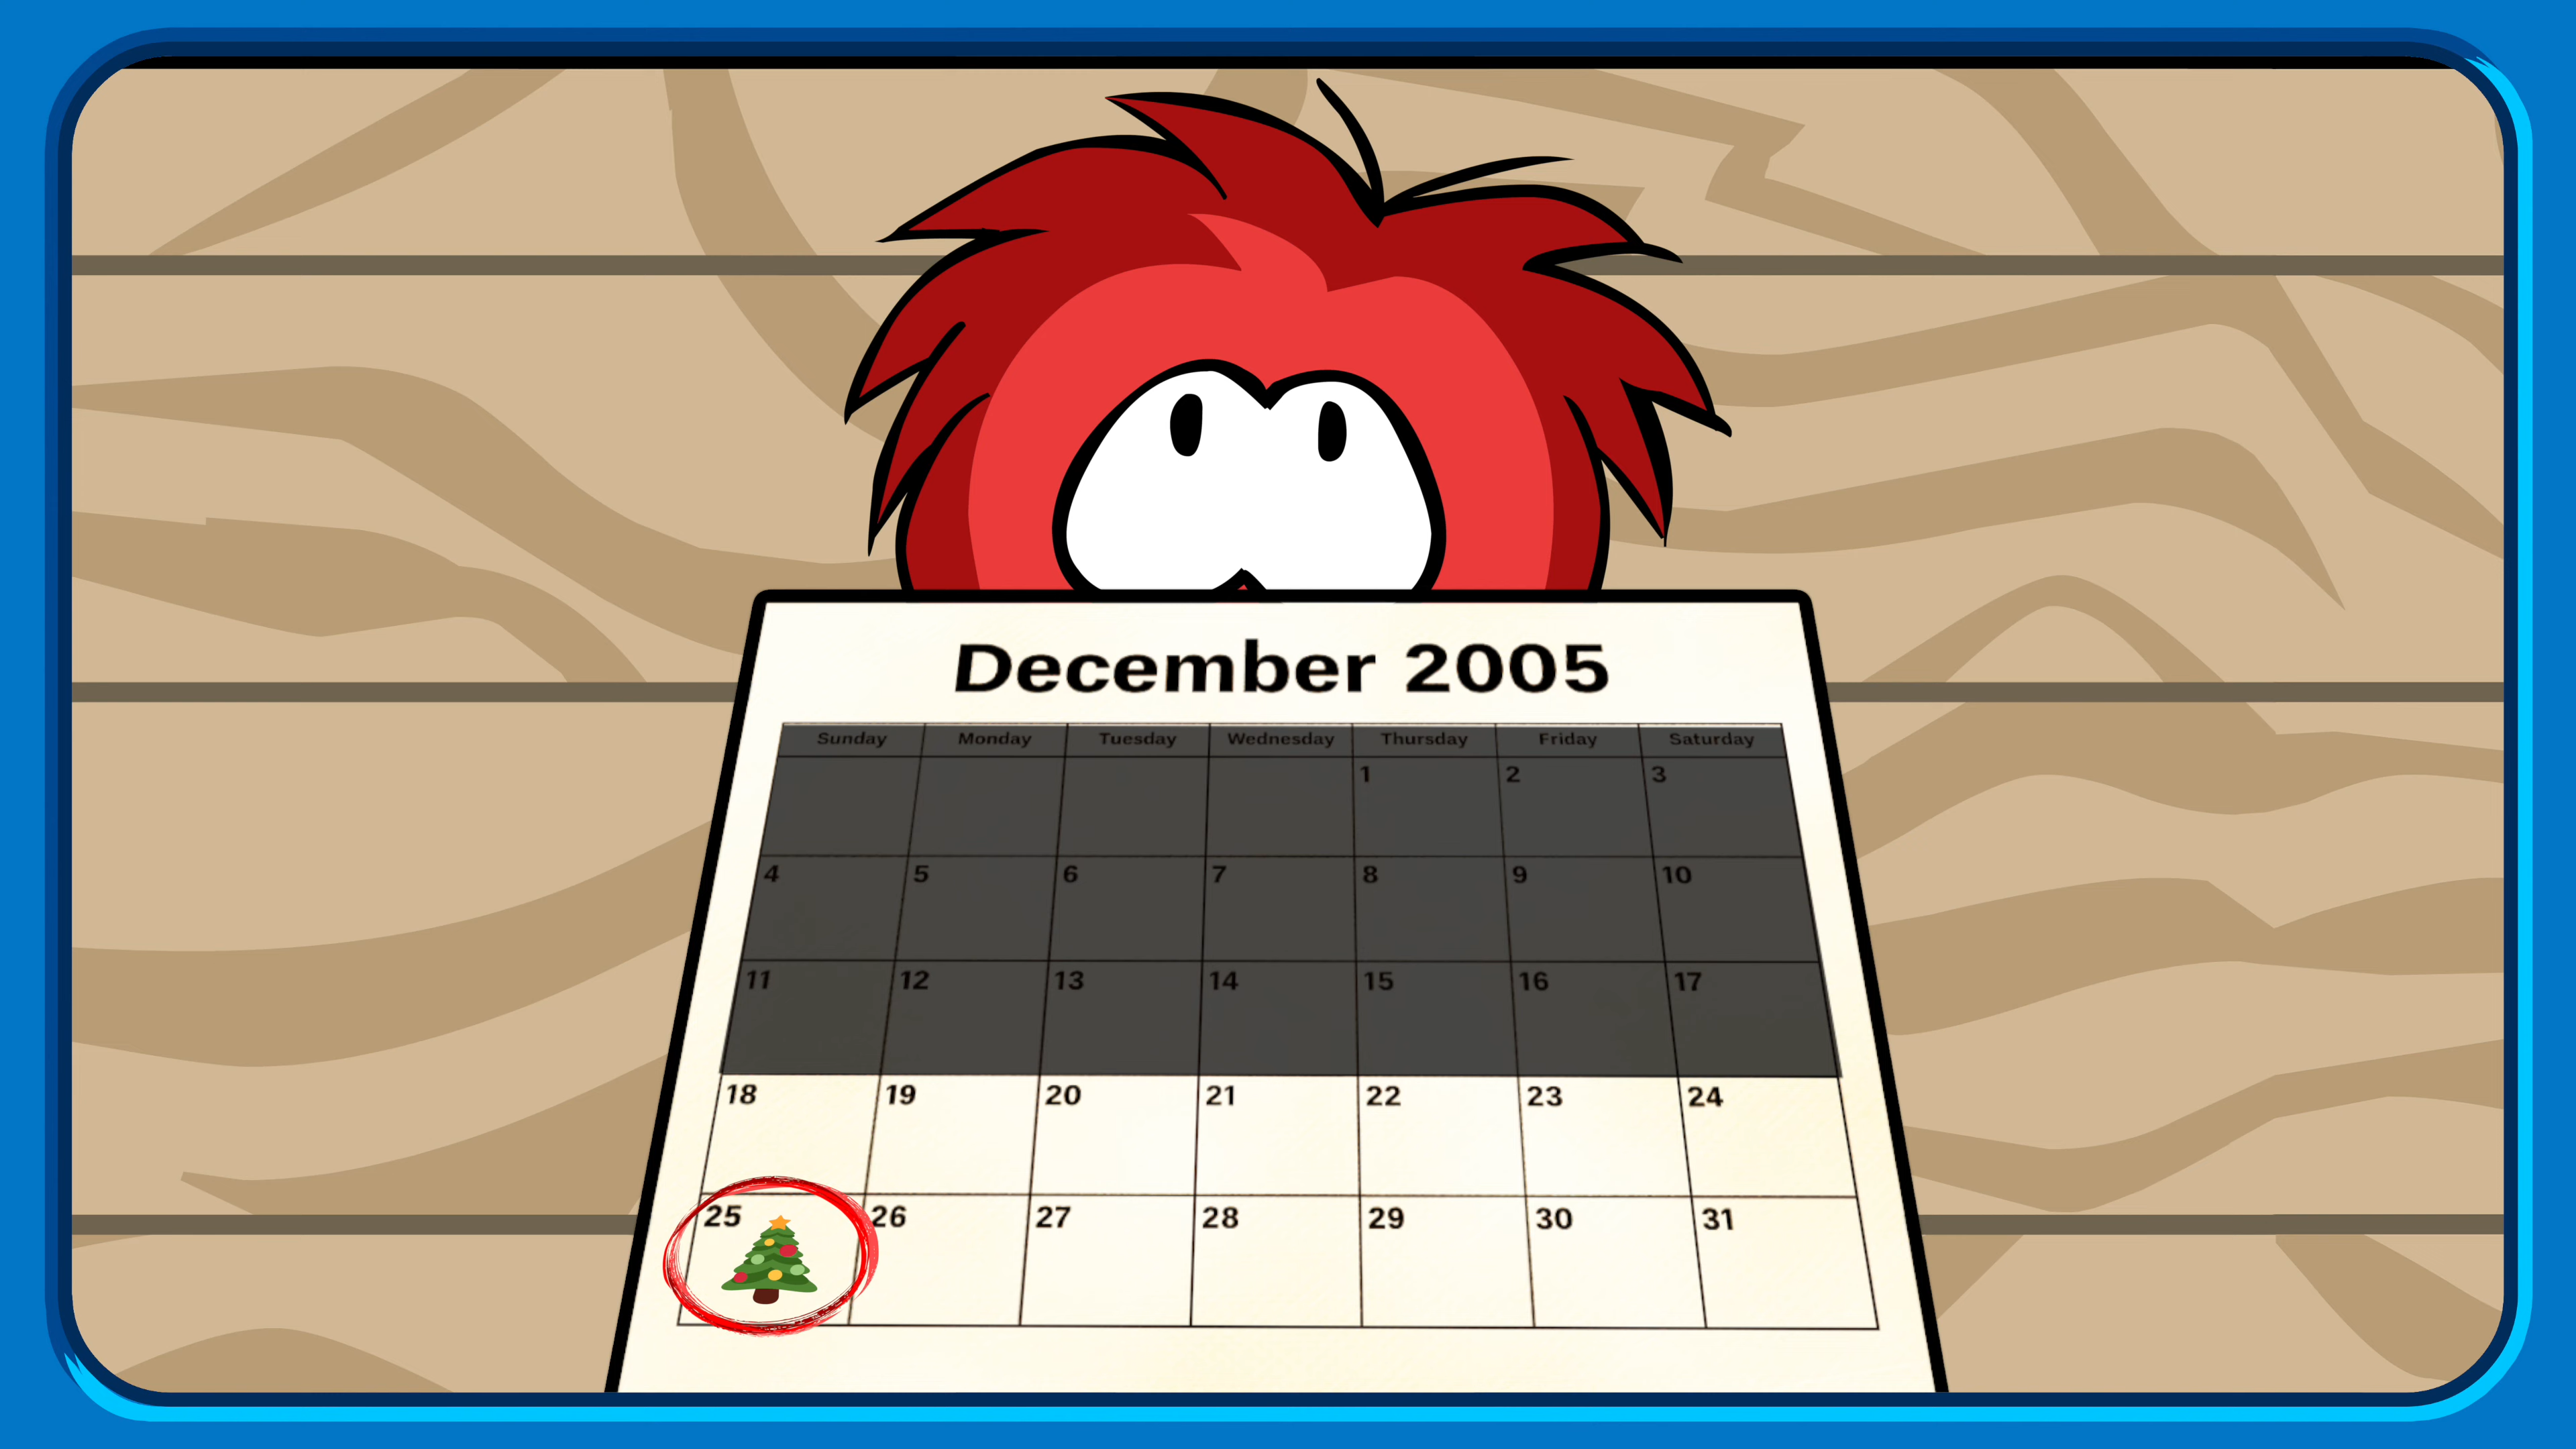 December 2005
Sunday Monday Tuesday Wednesday Thursday Friday Saturday
1 2 3
4 5 6 7 8 9 10
11 12 13 14 15 16 17
18 19 20 21 22 23 24
25 26 27 28 29 30 31